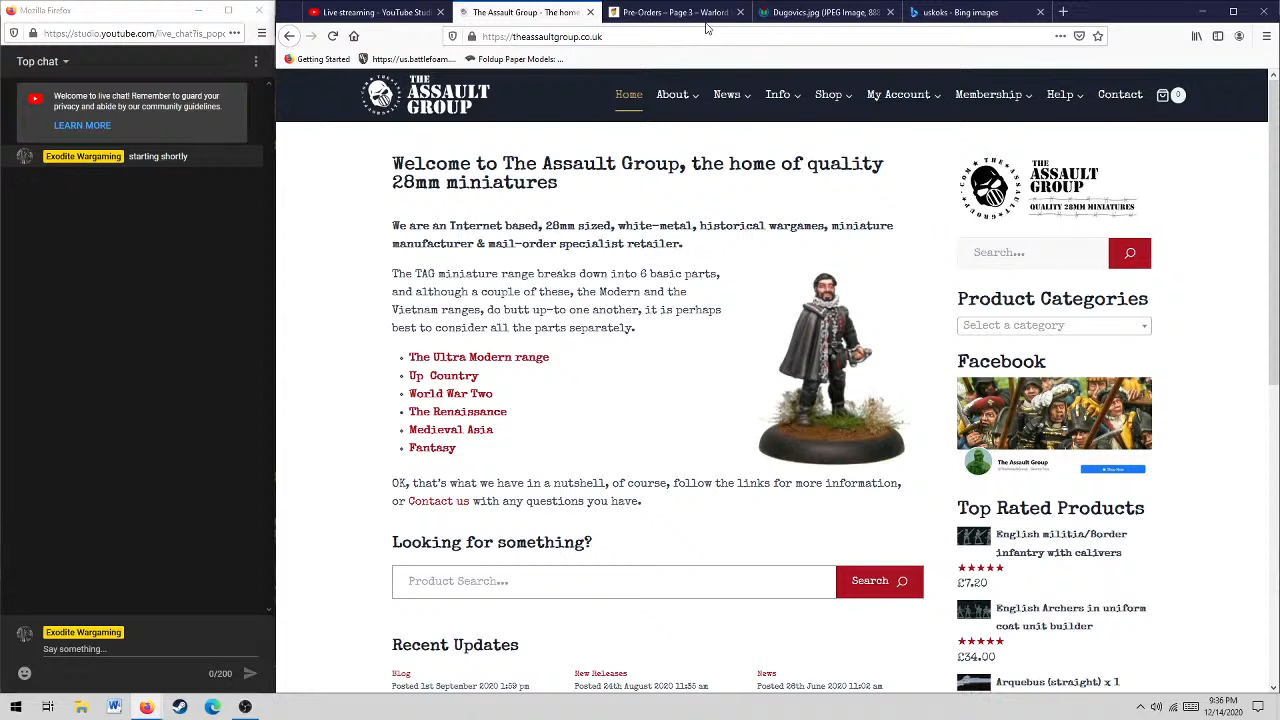 Mozilla Firefox
https://studio.youtube.com/live_chat?is_popo
Top chat
Welcome to live chat! Remember to guard your
privacy and abide by our community guidelines.
LEARN MORE
Exodite Wargaming starting shortly
Exodite Wargaming
Say something...
0/200
Live streaming - YouTube Studi
The Assault Group - The home
Pre-Orders – Page 3 – Warlord
Dugovics.jpg (JPEG Image, 800
uskoks - Bing images
https://theassaultgroup.co.uk
Getting Started
https://us.battlefoam....
Foldup Paper Models: ...
THE
ASSAULT
GROUP
Home
About
News
Info
Shop
My Account
Membership
Help
Contact
0
Welcome to The Assault Group, the home of quality
28mm miniatures
We are an Internet based, 28mm sized, white-metal, historical wargames, miniature
manufacturer & mail-order specialist retailer.
The TAG miniature range breaks down into 6 basic parts,
and although a couple of these, the Modern and the
Vietnam ranges, do butt up-to one another, it is perhaps
best to consider all the parts separately.
The Ultra Modern range
Up Country
World War Two
The Renaissance
Medieval Asia
Fantasy
OK, that's what we have in a nutshell, of course, follow the links for more information,
or Contact us with any questions you have.
Looking for something?
Product Search...
Search
Recent Updates
Blog
Posted 1st September 2020 1:59 pm
New Releases
Posted 24th August 2020 11:35 am
News
Posted 26th June 2020 11:02 am
THE
ASSAULT
GROUP
QUALITY 28MM MINIATURES
Search...
Product Categories
Select a category
Facebook
The Assault Group
Shop Now
Top Rated Products
English militia/Border
infantry with calivers
£7.20
English Archers in uniform
coat unit builder
£34.00
Arquebus (straight) x 1
9:36 PM
12/14/2020